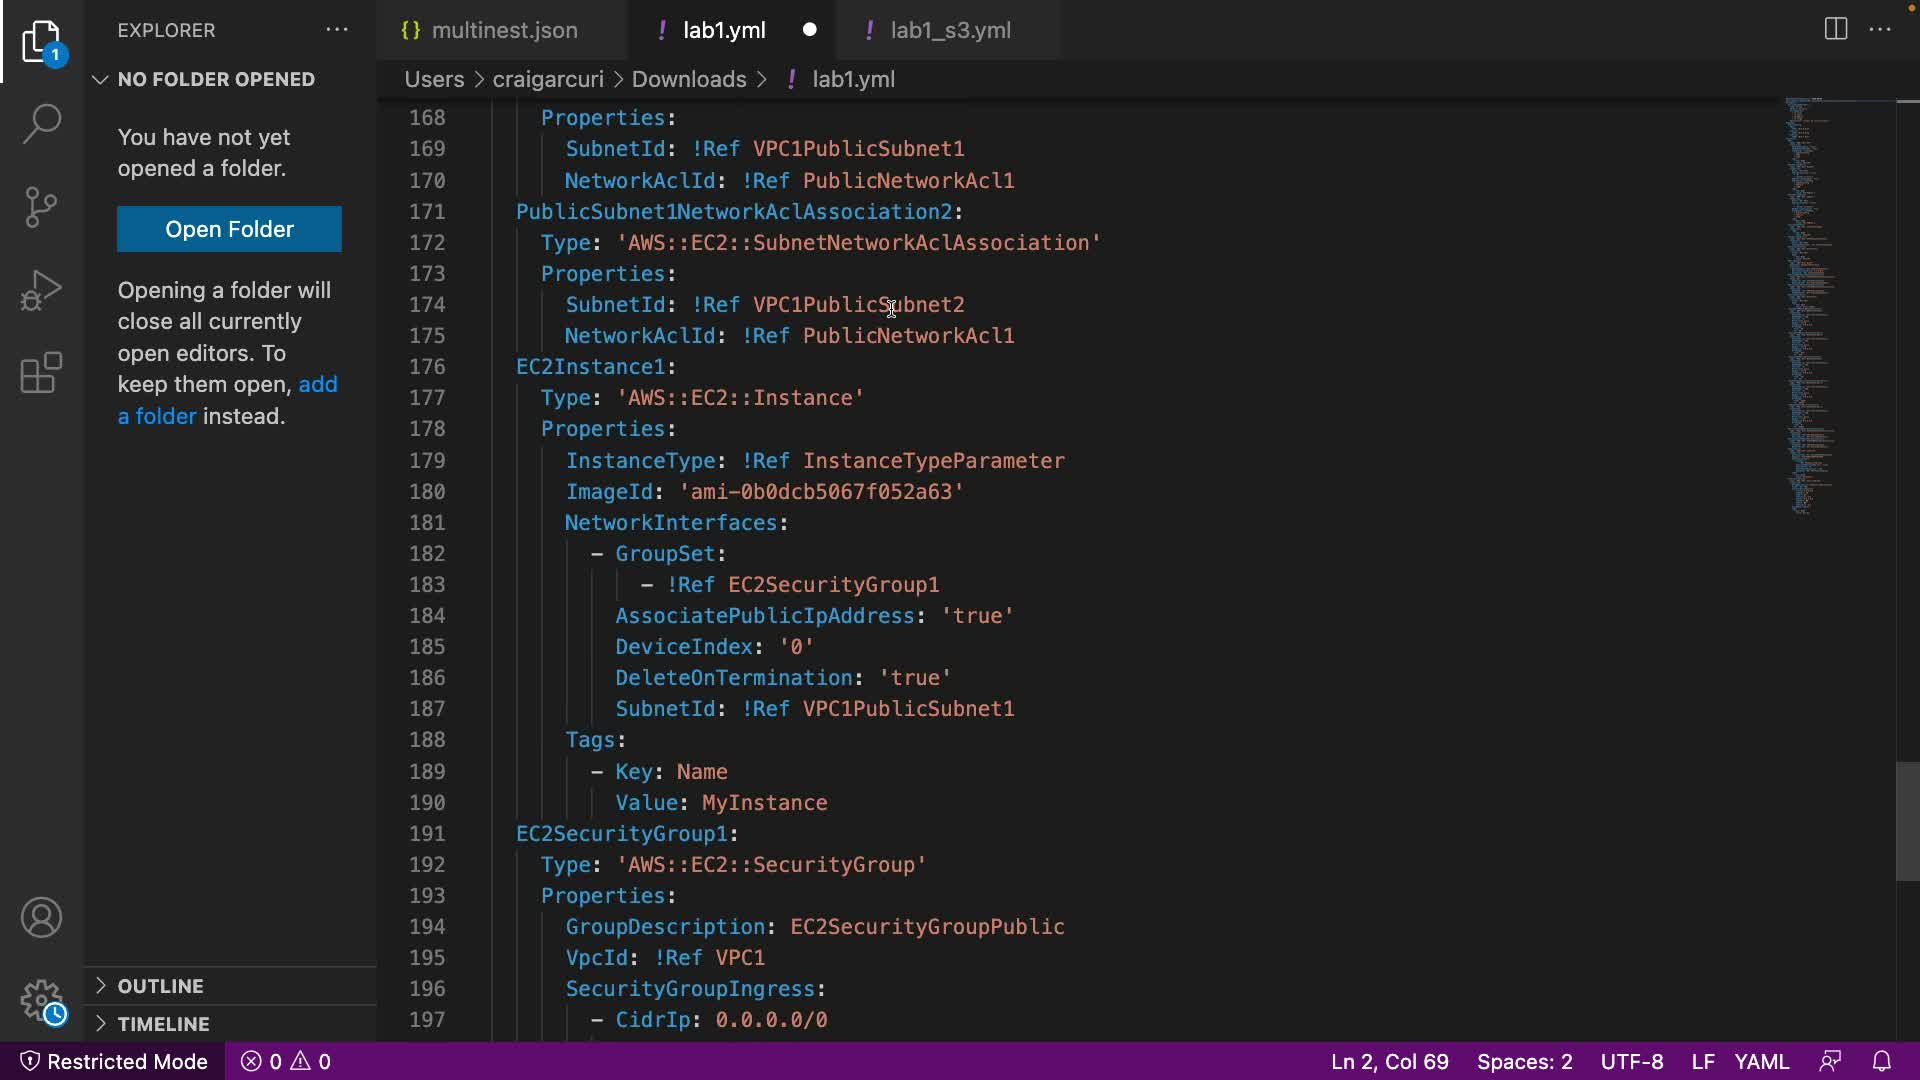 EXPLORER
{} multinest.json
! lab1.yml
! lab1_s3.yml
1
NO FOLDER OPENED
Users > craigarcuri > Downloads > ! lab1.yml
You have not yet
opened a folder.
Open Folder
Opening a folder will
close all currently
open editors. To
keep them open, add
a folder instead.
168 Properties:
169 SubnetId: !Ref VPC1PublicSubnet1
170 NetworkAclId: !Ref PublicNetworkAcl1
171 PublicSubnet1NetworkAclAssociation2:
172 Type: 'AWS::EC2::SubnetNetworkAclAssociation'
173 Properties:
174 SubnetId: !Ref VPC1PublicSubnet2
175 NetworkAclId: !Ref PublicNetworkAcl1
176 EC2Instance1:
177 Type: 'AWS::EC2::Instance'
178 Properties:
179 InstanceType: !Ref InstanceTypeParameter
180 ImageId: 'ami-0b0dcb5067f052a63'
181 NetworkInterfaces:
182 - GroupSet:
183 - !Ref EC2SecurityGroup1
184 AssociatePublicIpAddress: 'true'
185 DeviceIndex: '0'
186 DeleteOnTermination: 'true'
187 SubnetId: !Ref VPC1PublicSubnet1
188 Tags:
189 - Key: Name
190 Value: MyInstance
191 EC2SecurityGroup1:
192 Type: 'AWS::EC2::SecurityGroup'
193 Properties:
194 GroupDescription: EC2SecurityGroupPublic
195 VpcId: !Ref VPC1
196 SecurityGroupIngress:
197 - CidrIp: 0.0.0.0/0
OUTLINE
TIMELINE
Restricted Mode
0 0
Ln 2, Col 69
Spaces: 2
UTF-8
LF
YAML